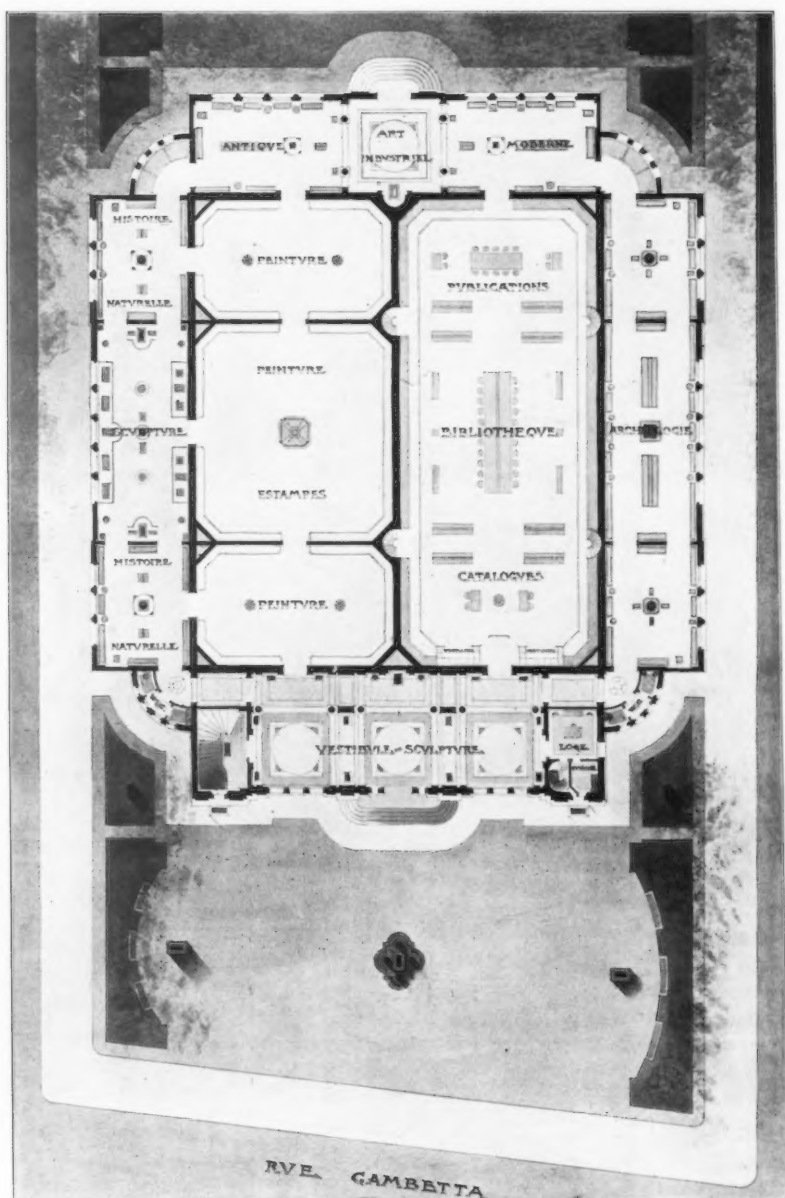 ART
ANTIQVE
INDVSTRIEL
MODERNE
HISTOIRE
NATVRELLE
PEINTVRE
PVBLICATIONS
PEINTVRE
SCVLPTVRE
BIBLIOTHEQVE
ARCHEOLOGIE
ESTAMPES
HISTOIRE
NATVRELLE
PEINTVRE
CATALOGVES
VESTIBVLE SCVLPTVRE
LOGE
RVE GAMBETTA